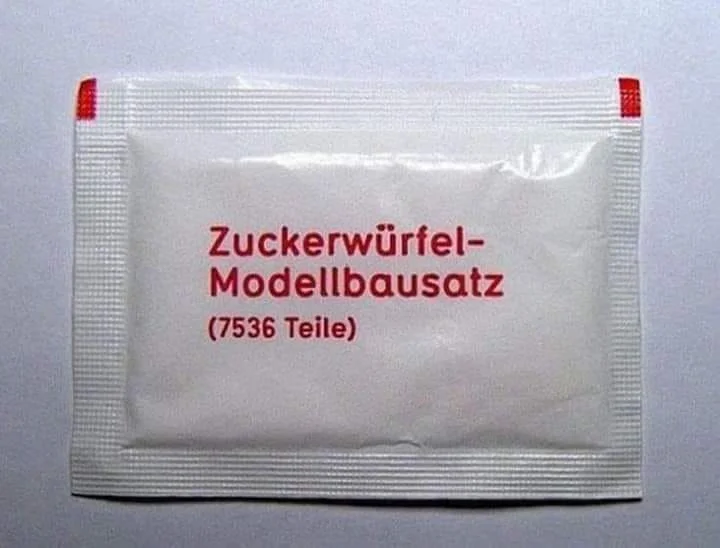 Zuckerwürfel-
Modellbausatz
(7536 Teile)